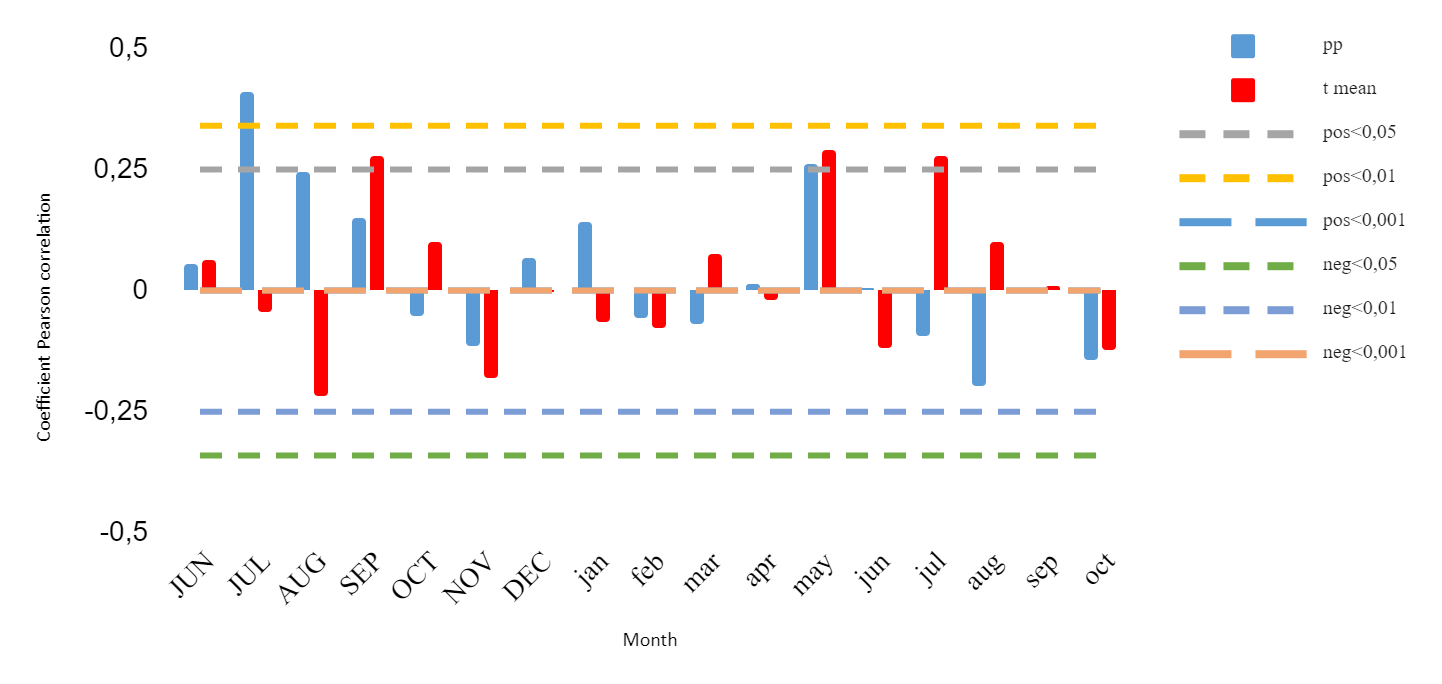 0,5
0,25
0
-0,25
-0,5
Coefficient Pearson correlation
JUN
JUL
AUG
SEP
OCT
NOV
DEC
jan
feb
mar
apr
may
jun
jul
aug
sep
oct
Month
pp
t mean
pos<0,05
pos<0,01
pos<0,001
neg<0,05
neg<0,01
neg<0,001